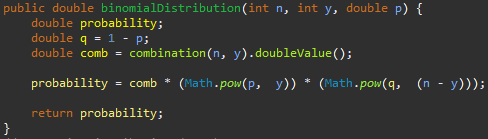 public double binomialDistribution(int n, int y, double p) {
double probability;
double q = 1 - p;
double comb = combination(n, y).doubleValue();
probability = comb * (Math.pow(p,  y)) * (Math.pow(q,  (n - y)));
return probability;
}